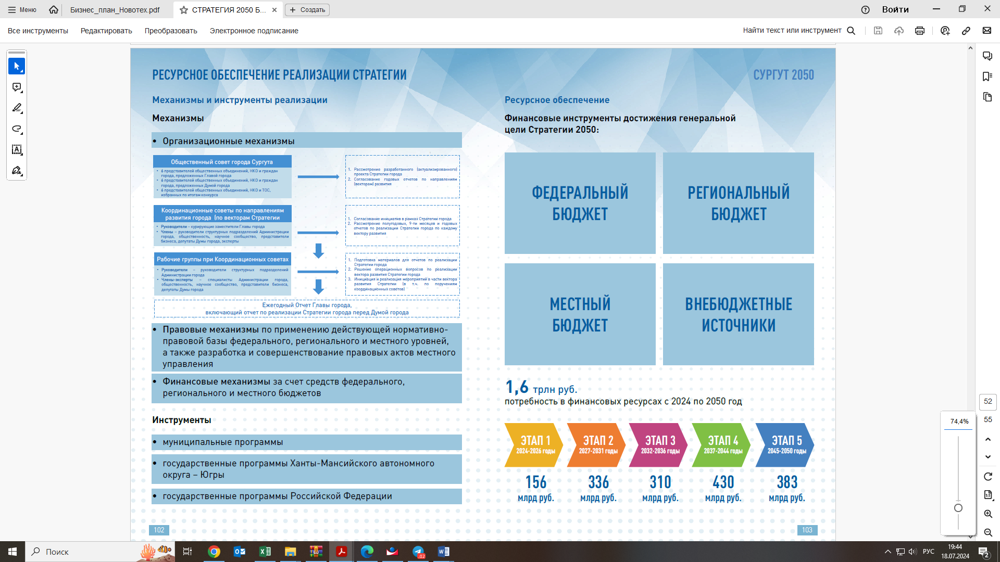 Меню
Бизнес_план_Новотех.pdf
СТРАТЕГИЯ 2050 Б...
Создать
Войти
Все инструменты
Редактировать
Преобразовать
Электронное подписание
Найти текст или инструмент
РЕСУРСНОЕ ОБЕСПЕЧЕНИЕ РЕАЛИЗАЦИИ СТРАТЕГИИ
Механизмы и инструменты реализации
Механизмы
• Организационные механизмы
Общественный совет города Сургута
• 6 представителей общественных объединений, НКО и граждан
города, предложенных Главой города
• 6 представителей общественных объединений, НКО и граждан
города, предложенных Думой города
• 6 представителей общественных объединений, НКО и ТОС,
избранных по итогам конкурса
1. Рассмотрение разработанного (актуализированного)
проекта Стратегии города
2. Согласование годовых отчетов по направлениям
(векторам) развития
Координационные советы по направлениям
развития города (по векторам Стратегии
• Руководители – курирующие заместители Главы города
• Члены – руководители структурных подразделений Администрации
города, общественность, научное сообщество, представители
бизнеса, депутаты Думы города, эксперты
1. Согласование инициатив в рамках Стратегии города
2. Рассмотрение полугодовых, 9-ти месяцев и годовых
отчетов по реализации Стратегии города по каждому
вектору развития
Рабочие группы при Координационных советах
• Руководители – руководители структурных подразделений
Администрации города
• Члены-эксперты – специалисты Администрации города,
общественность, научное сообщество, представители бизнеса,
депутаты Думы города
1. Подготовка материалов для отчетов по реализации
Стратегии города
2. Решение операционных вопросов по реализации
вектора развития Стратегии города
3. Инициация и реализация мероприятий в части вектора
развития Стратегии (в т.ч. по поручениям
координационных советов)
Ежегодный Отчет Главы города,
включающий отчет по реализации Стратегии города перед Думой города
• Правовые механизмы по применению действующей нормативно-
правовой базы федерального, регионального и местного уровней,
а также разработка и совершенствование правовых актов местного
управления
• Финансовые механизмы за счет средств федерального,
регионального и местного бюджетов
Инструменты
• муниципальные программы
• государственные программы Ханты-Мансийского автономного
округа – Югры
• государственные программы Российской Федерации
102
СУРГУТ 2050
Ресурсное обеспечение
Финансовые инструменты достижения генеральной
цели Стратегии 2050:
ФЕДЕРАЛЬНЫЙ
БЮДЖЕТ
РЕГИОНАЛЬНЫЙ
БЮДЖЕТ
МЕСТНЫЙ
БЮДЖЕТ
ВНЕБЮДЖЕТНЫЕ
ИСТОЧНИКИ
1,6 трлн руб.
потребность в финансовых ресурсах с 2024 по 2050 год
ЭТАП 1
2024-2026 годы
156
млрд руб.
ЭТАП 2
2027-2031 годы
336
млрд руб.
ЭТАП 3
2032-2036 годы
310
млрд руб.
ЭТАП 4
2037-2044 годы
430
млрд руб.
ЭТАП 5
2045-2050 годы
383
млрд руб.
103
52
55
74,4%
1:1
Поиск
.02
РУС
19:44
18.07.2024
2